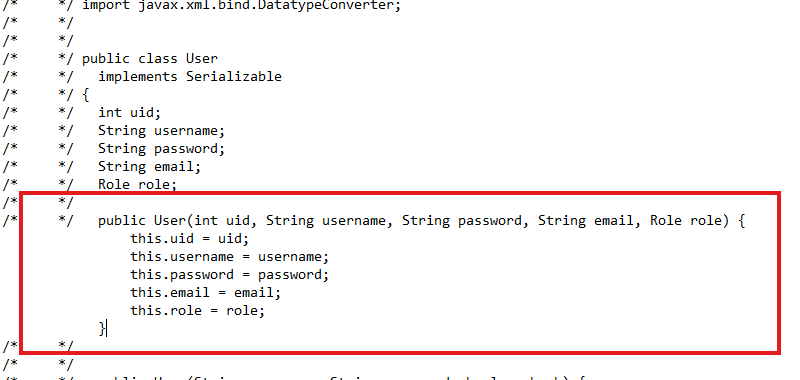 /*     */ import javax.xml.bind.DatatypeConverter;
/*     */
/*     */
/*     */ public class User
/*     */   implements Serializable
/*     */ {
/*     */   int uid;
/*     */   String username;
/*     */   String password;
/*     */   String email;
/*     */   Role role;
/*     */
/*     */   public User(int uid, String username, String password, String email, Role role) {
                this.uid = uid;
                this.username = username;
                this.password = password;
                this.email = email;
                this.role = role;
            }
/*     */
/*     */